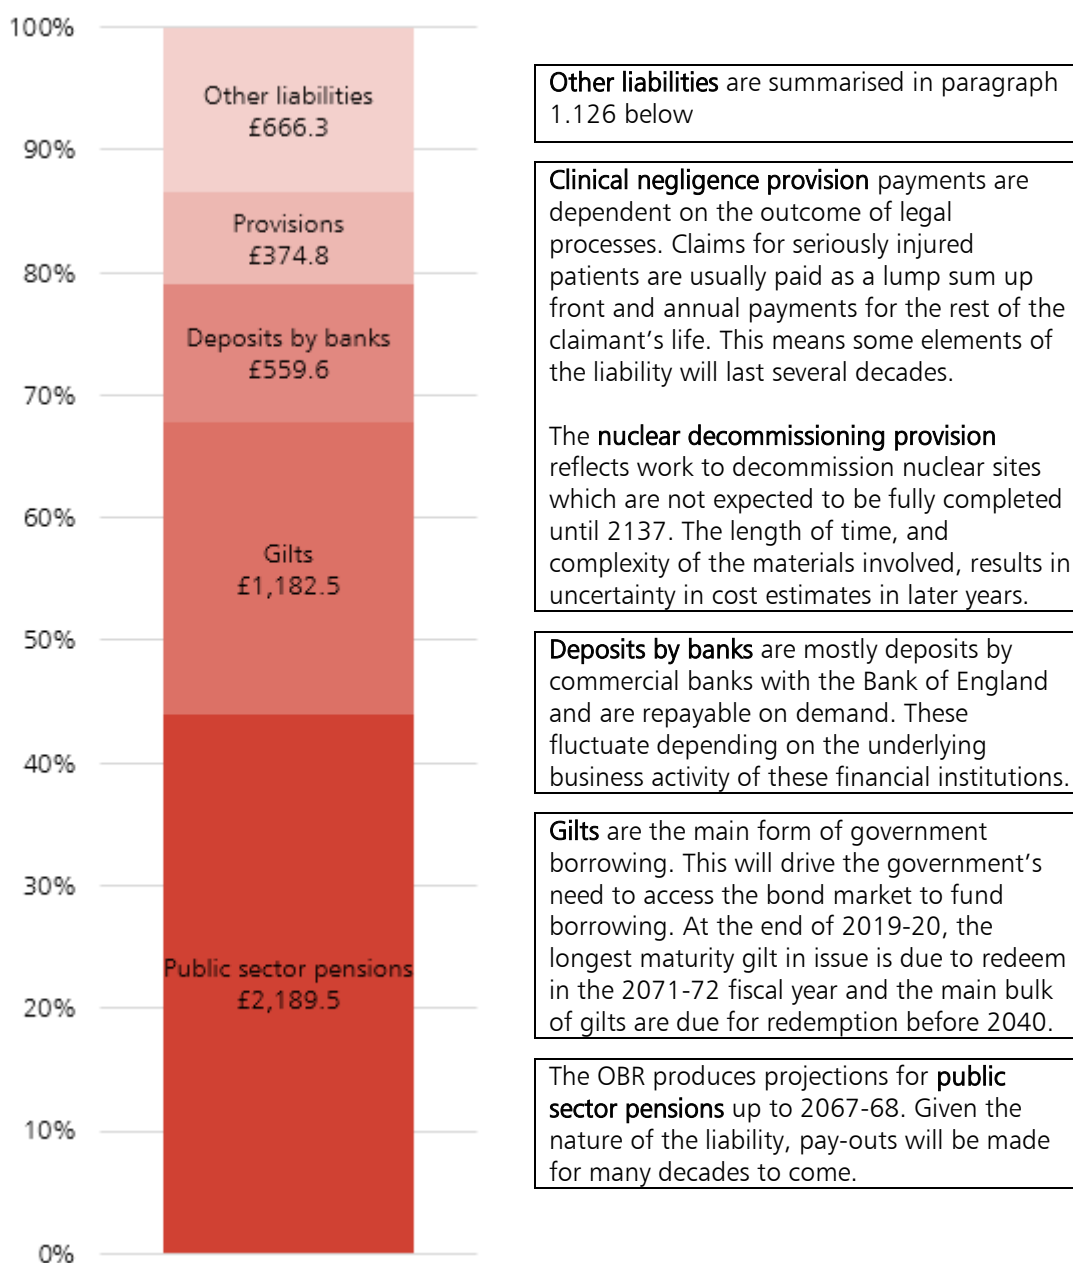 100%
90%
80%
70%
60%
50%
40%
30%
20%
10%
0%
Other liabilities
£666.3
Provisions
£374.8
Deposits by banks
£559.6
Gilts
£1,182.5
Public sector pensions
£2,189.5
Other liabilities are summarised in paragraph
1.126 below
Clinical negligence provision payments are
dependent on the outcome of legal
processes. Claims for seriously injured
patients are usually paid as a lump sum up
front and annual payments for the rest of the
claimant’s life. This means some elements of
the liability will last several decades.
The nuclear decommissioning provision
reflects work to decommission nuclear sites
which are not expected to be fully completed
until 2137. The length of time, and
complexity of the materials involved, results in
uncertainty in cost estimates in later years.
Deposits by banks are mostly deposits by
commercial banks with the Bank of England
and are repayable on demand. These
fluctuate depending on the underlying
business activity of these financial institutions.
Gilts are the main form of government
borrowing. This will drive the government’s
need to access the bond market to fund
borrowing. At the end of 2019-20, the
longest maturity gilt in issue is due to redeem
in the 2071-72 fiscal year and the main bulk
of gilts are due for redemption before 2040.
The OBR produces projections for public
sector pensions up to 2067-68. Given the
nature of the liability, pay-outs will be made
for many decades to come.